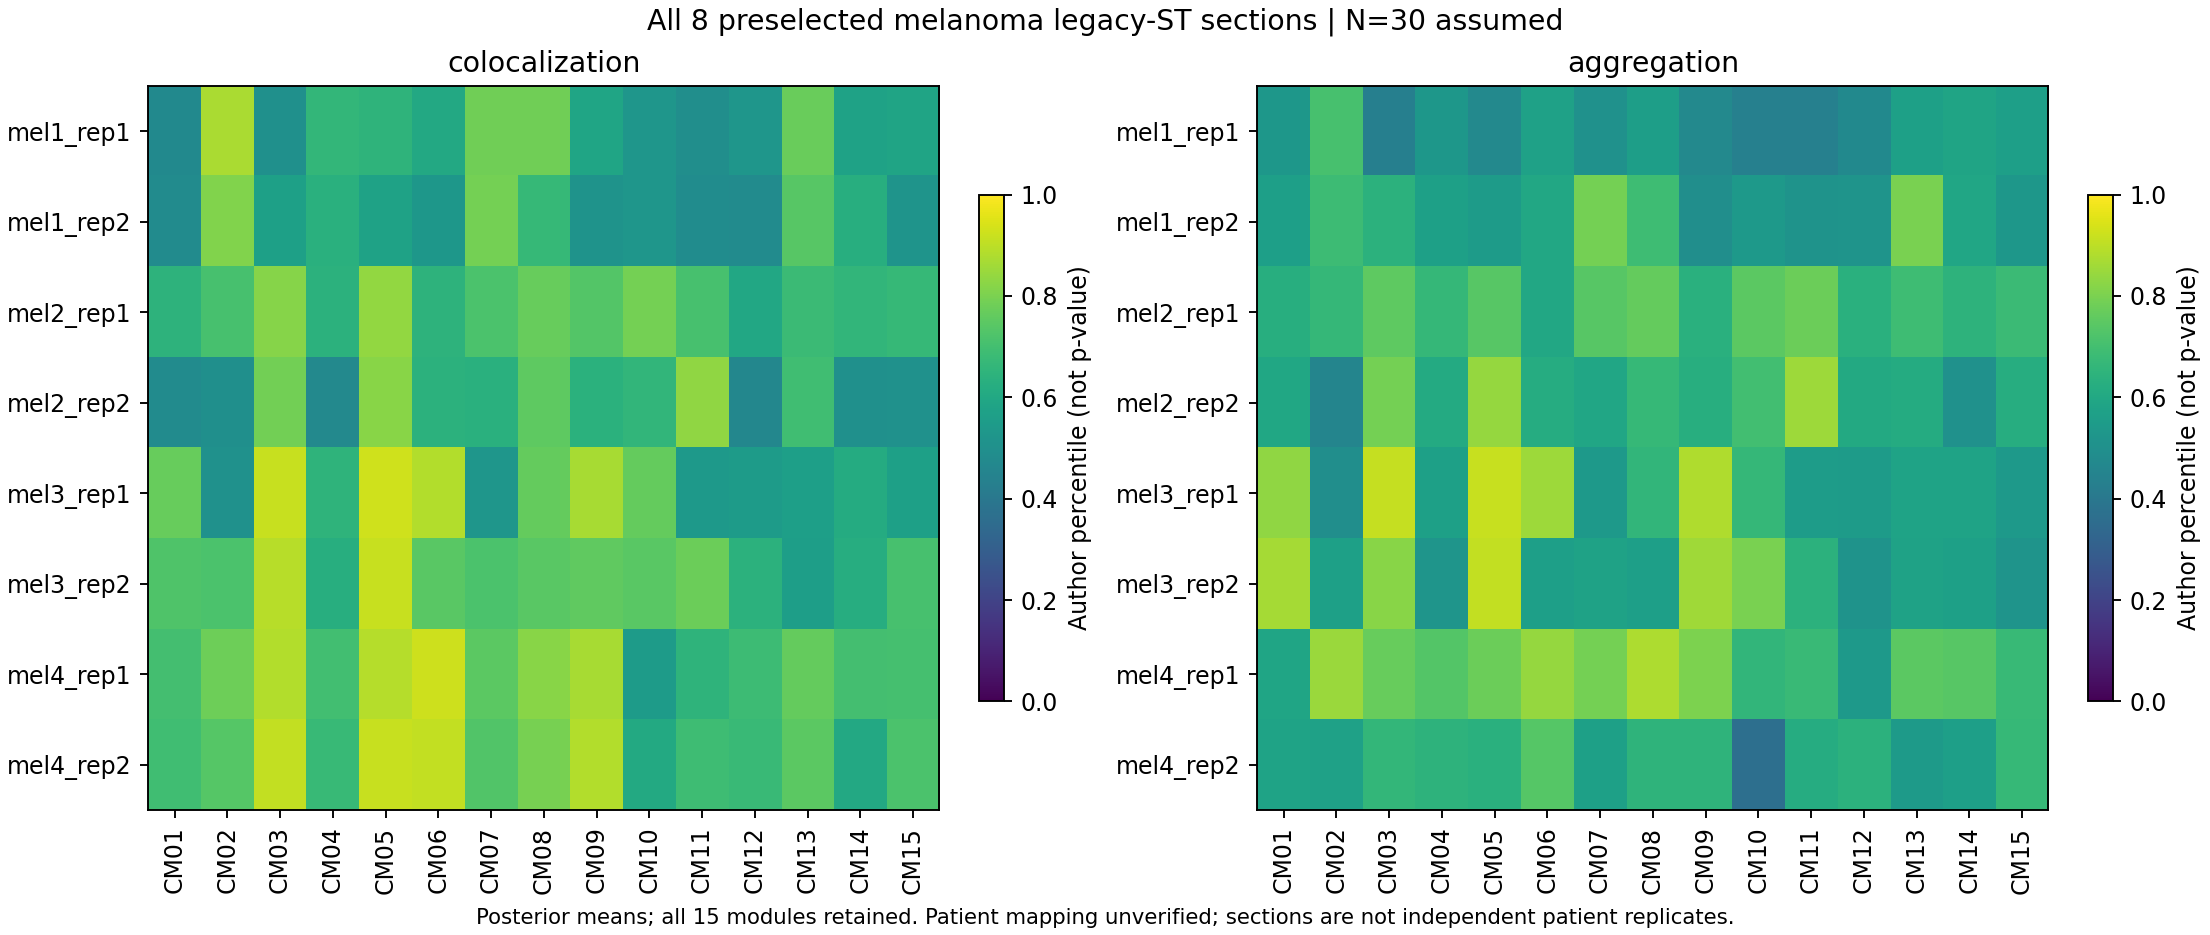 All 8 preselected melanoma legacy-ST sections | N=30 assumed
colocalization
mel1_rep1
mel1_rep2
mel2_rep1
mel2_rep2
mel3_rep1
mel3_rep2
mel4_rep1
mel4_rep2
CM01 CM02 CM03 CM04 CM05 CM06 CM07 CM08 CM09 CM10 CM11 CM12 CM13 CM14 CM15
1.0
0.8
0.6
0.4
0.2
0.0
Author percentile (not p-value)
aggregation
mel1_rep1
mel1_rep2
mel2_rep1
mel2_rep2
mel3_rep1
mel3_rep2
mel4_rep1
mel4_rep2
CM01 CM02 CM03 CM04 CM05 CM06 CM07 CM08 CM09 CM10 CM11 CM12 CM13 CM14 CM15
1.0
0.8
0.6
0.4
0.2
0.0
Author percentile (not p-value)
Posterior means; all 15 modules retained. Patient mapping unverified; sections are not independent patient replicates.